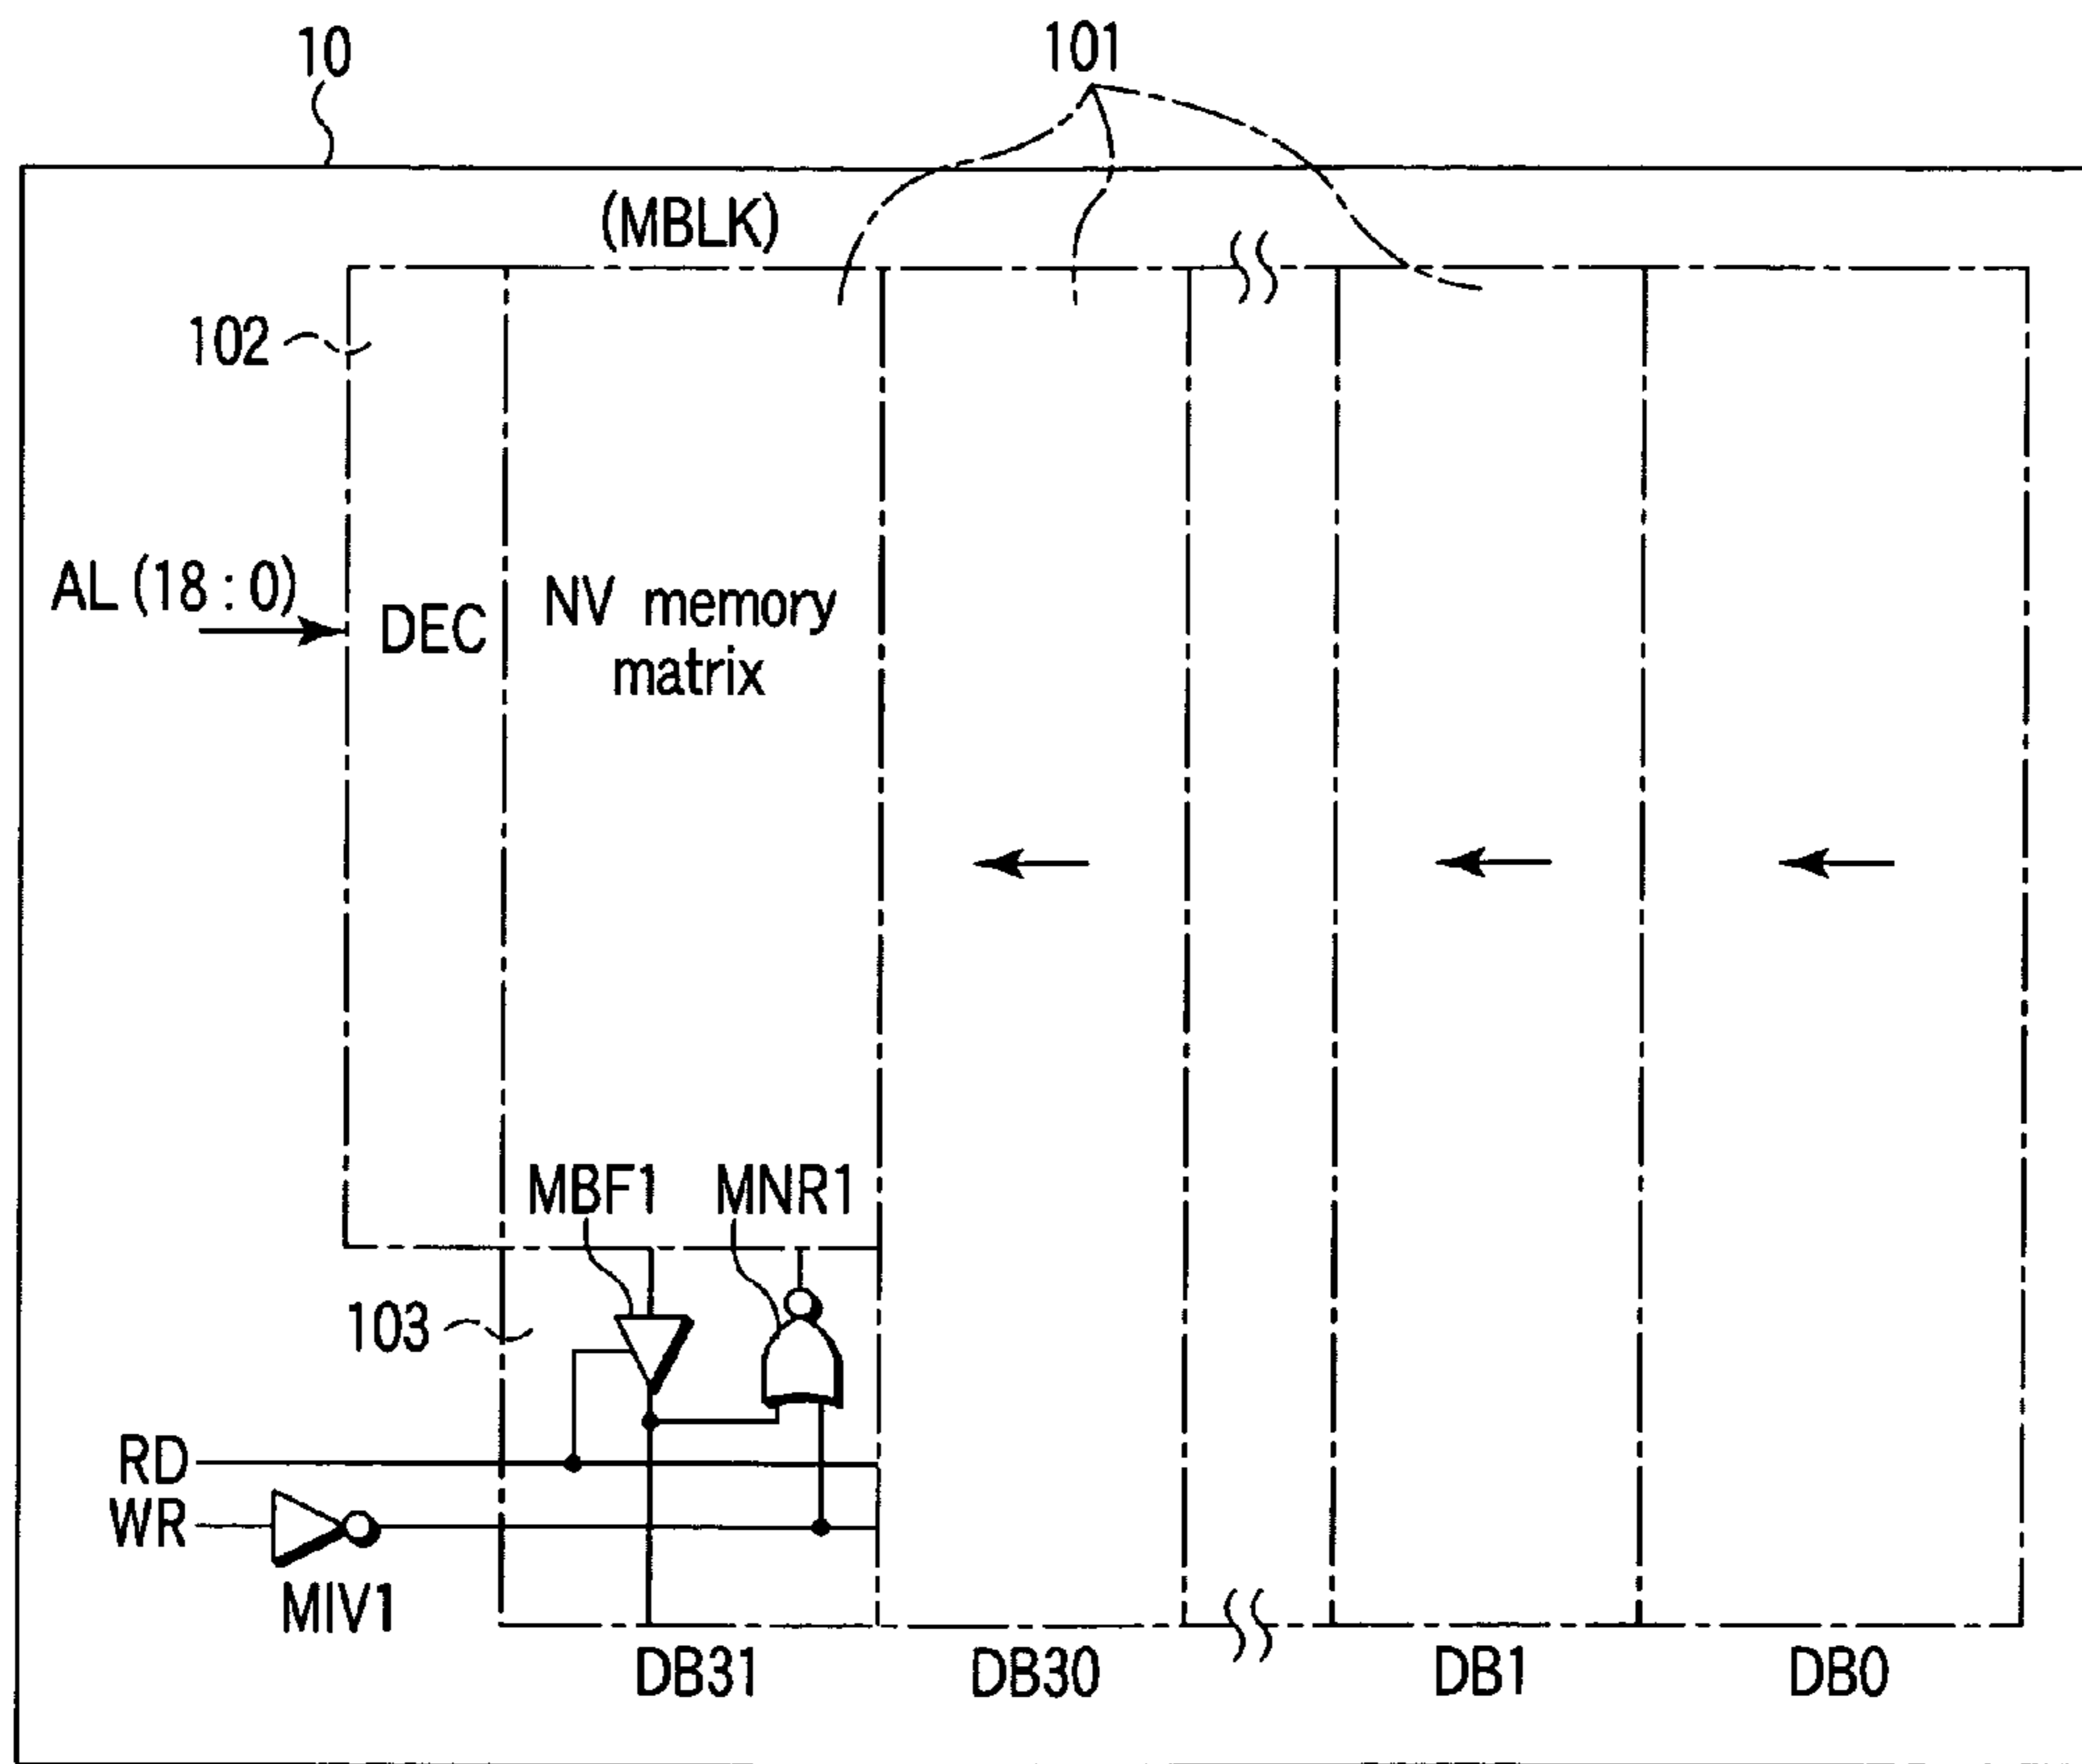 10
101
(MBLK)
102
AL(18:0)
DEC
NV memory
matrix
MBF1
MNR1
103
RD
WR
MIV1
DB31
DB30
DB1
DB0